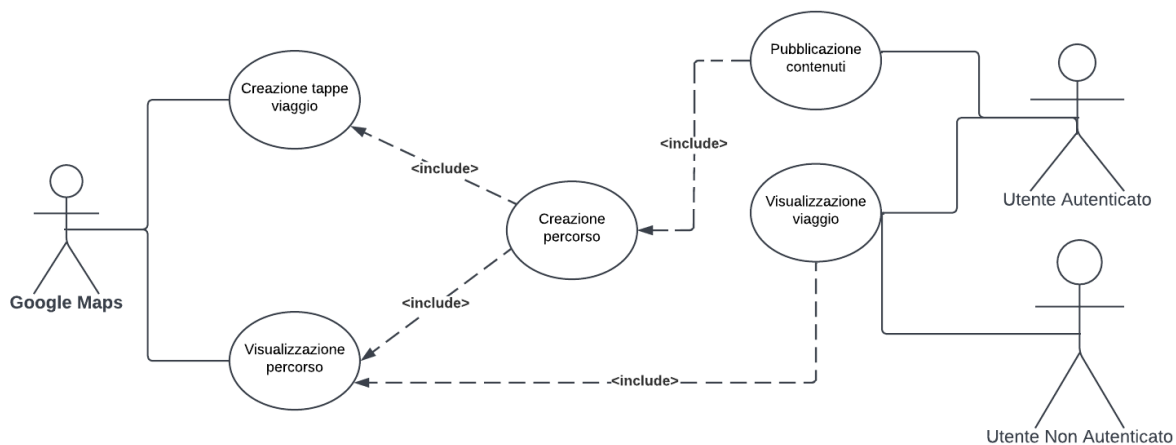 Pubblicazione
contenuti
Creazione tappe
viaggio
<include>
<include>
Visualizzazione
viaggio
Utente Autenticato
Creazione
percorso
Google Maps
<include>
Visualizzazione
percorso
<include>
Utente Non Autenticato